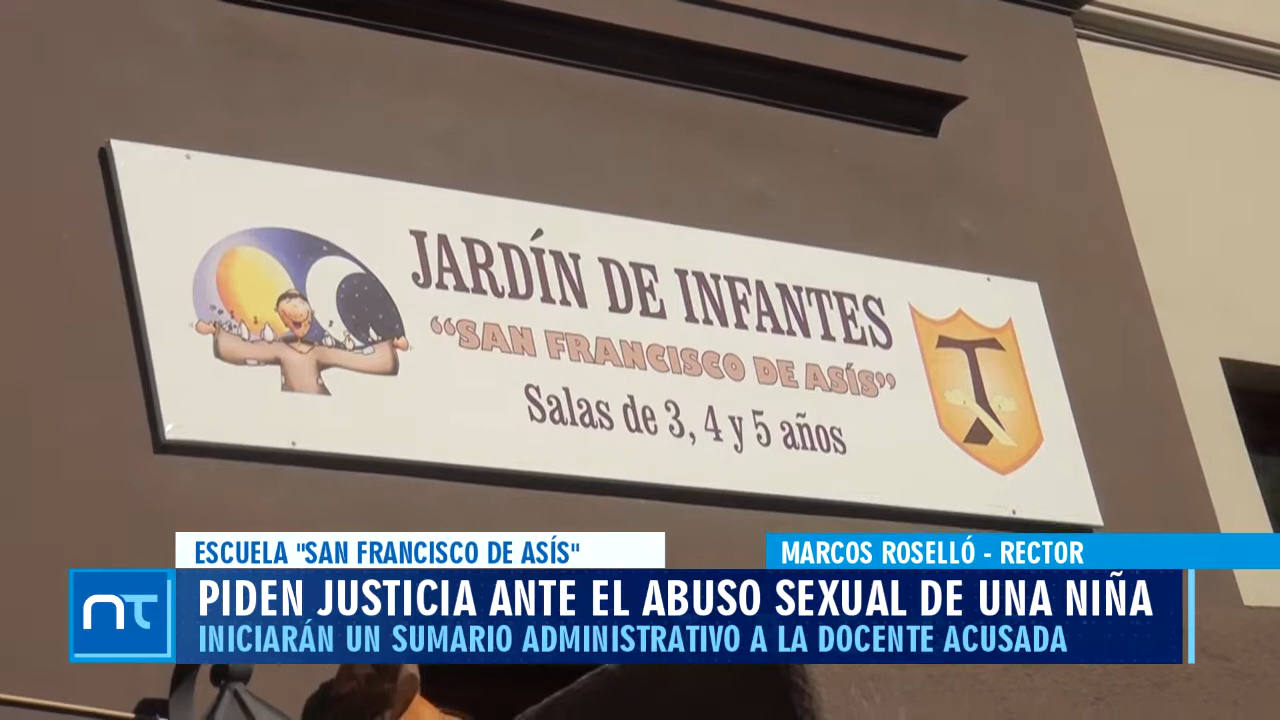 JARDÍN DE INFANTES
"SAN FRANCISCO DE ASÍS"
Salas de 3, 4 y 5 años
T
ESCUELA "SAN FRANCISCO DE ASÍS"
MARCOS ROSELLÓ - RECTOR
nt
PIDEN JUSTICIA ANTE EL ABUSO SEXUAL DE UNA NIÑA
INICIARÁN UN SUMARIO ADMINISTRATIVO A LA DOCENTE ACUSADA